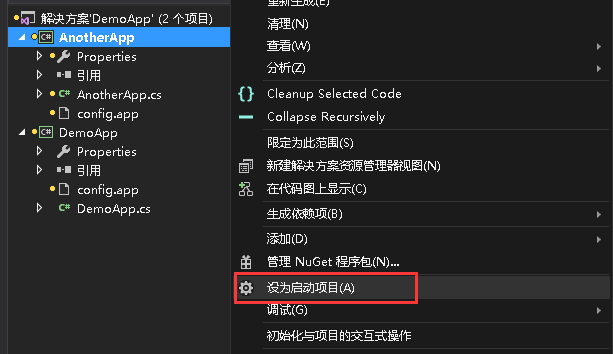 解决方案'DemoApp' (2 个项目)
AnotherApp
Properties
引用
AnotherApp.cs
config.app
DemoApp
Properties
引用
config.app
DemoApp.cs
重新生成(E)
清理(N)
查看(W)
分析(Z)
Cleanup Selected Code
Collapse Recursively
限定为此范围(S)
新建解决方案资源管理器视图(N)
在代码图上显示(C)
生成依赖项(B)
添加(D)
管理 NuGet 程序包(N)...
设为启动项目(A)
调试(G)
初始化与项目的交互式操作